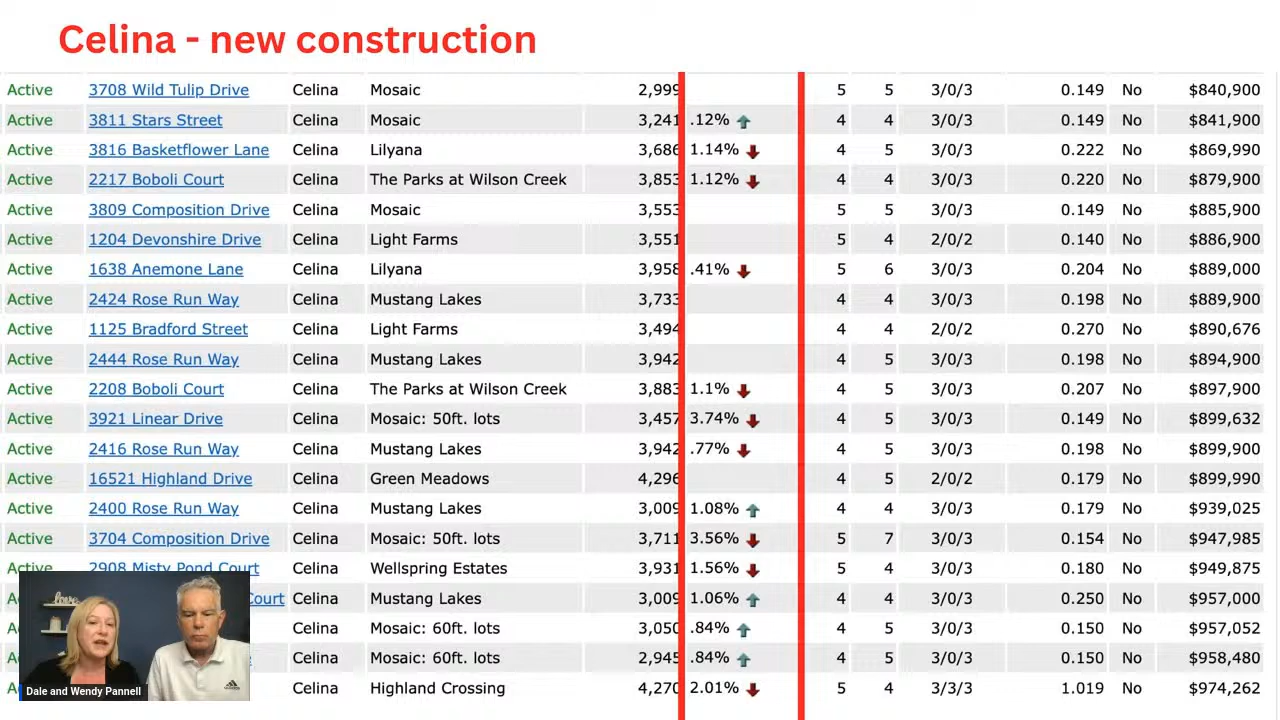 Celina - new construction
Active 3708 Wild Tulip Drive Celina Mosaic 2,999 5 5 3/0/3 0.149 No $840,900
Active 3811 Stars Street Celina Mosaic 3,241 .12% 4 4 3/0/3 0.149 No $841,900
Active 3816 Basketflower Lane Celina Lilyana 3,686 1.14% 4 5 3/0/3 0.222 No $869,990
Active 2217 Boboli Court Celina The Parks at Wilson Creek 3,853 1.12% 4 4 3/0/3 0.220 No $879,900
Active 3809 Composition Drive Celina Mosaic 3,553 5 5 3/0/3 0.149 No $885,900
Active 1204 Devonshire Drive Celina Light Farms 3,551 5 4 2/0/2 0.140 No $886,900
Active 1638 Anemone Lane Celina Lilyana 3,958 .41% 5 6 3/0/3 0.204 No $889,000
Active 2424 Rose Run Way Celina Mustang Lakes 3,733 4 4 3/0/3 0.198 No $889,900
Active 1125 Bradford Street Celina Light Farms 3,494 4 4 2/0/2 0.270 No $890,676
Active 2444 Rose Run Way Celina Mustang Lakes 3,942 4 5 3/0/3 0.198 No $894,900
Active 2208 Boboli Court Celina The Parks at Wilson Creek 3,883 1.1% 4 5 3/0/3 0.207 No $897,900
Active 3921 Linear Drive Celina Mosaic: 50ft. lots 3,457 3.74% 4 5 3/0/3 0.149 No $899,632
Active 2416 Rose Run Way Celina Mustang Lakes 3,942 .77% 4 5 3/0/3 0.198 No $899,900
Active 16521 Highland Drive Celina Green Meadows 4,296 4 5 2/0/2 0.179 No $899,990
Active 2400 Rose Run Way Celina Mustang Lakes 3,009 1.08% 4 4 3/0/3 0.179 No $939,025
Active 3704 Composition Drive Celina Mosaic: 50ft. lots 3,711 3.56% 5 7 3/0/3 0.154 No $947,985
Active 2908 Misty Pond Court Celina Wellspring Estates 3,931 1.56% 5 4 3/0/3 0.180 No $949,875
Court Celina Mustang Lakes 3,009 1.06% 4 4 3/0/3 0.250 No $957,000
Celina Mosaic: 60ft. lots 3,050 .84% 4 5 3/0/3 0.150 No $957,052
Celina Mosaic: 60ft. lots 2,945 .84% 4 5 3/0/3 0.150 No $958,480
Celina Highland Crossing 4,270 2.01% 5 4 3/3/3 1.019 No $974,262
Dale and Wendy Pannell